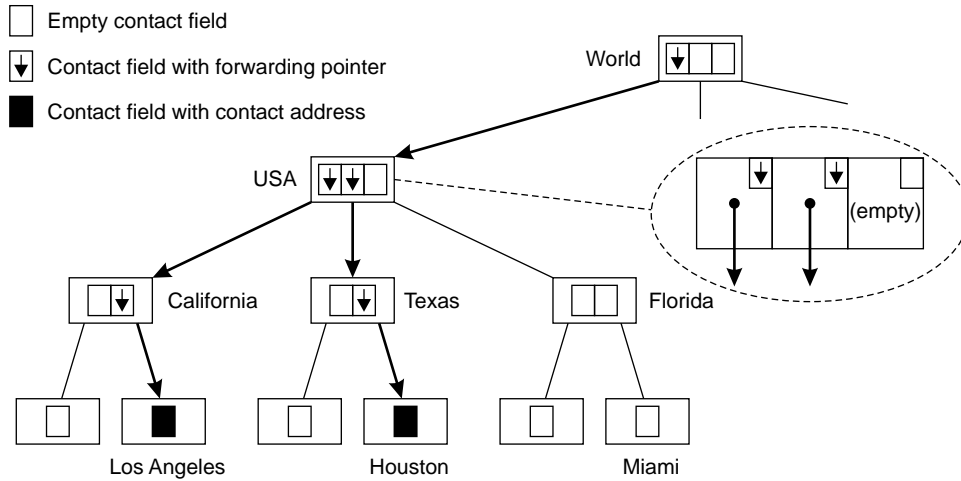 Empty contact field
Contact field with forwarding pointer
Contact field with contact address
World
USA
(empty)
California
Texas
Florida
Los Angeles
Houston
Miami